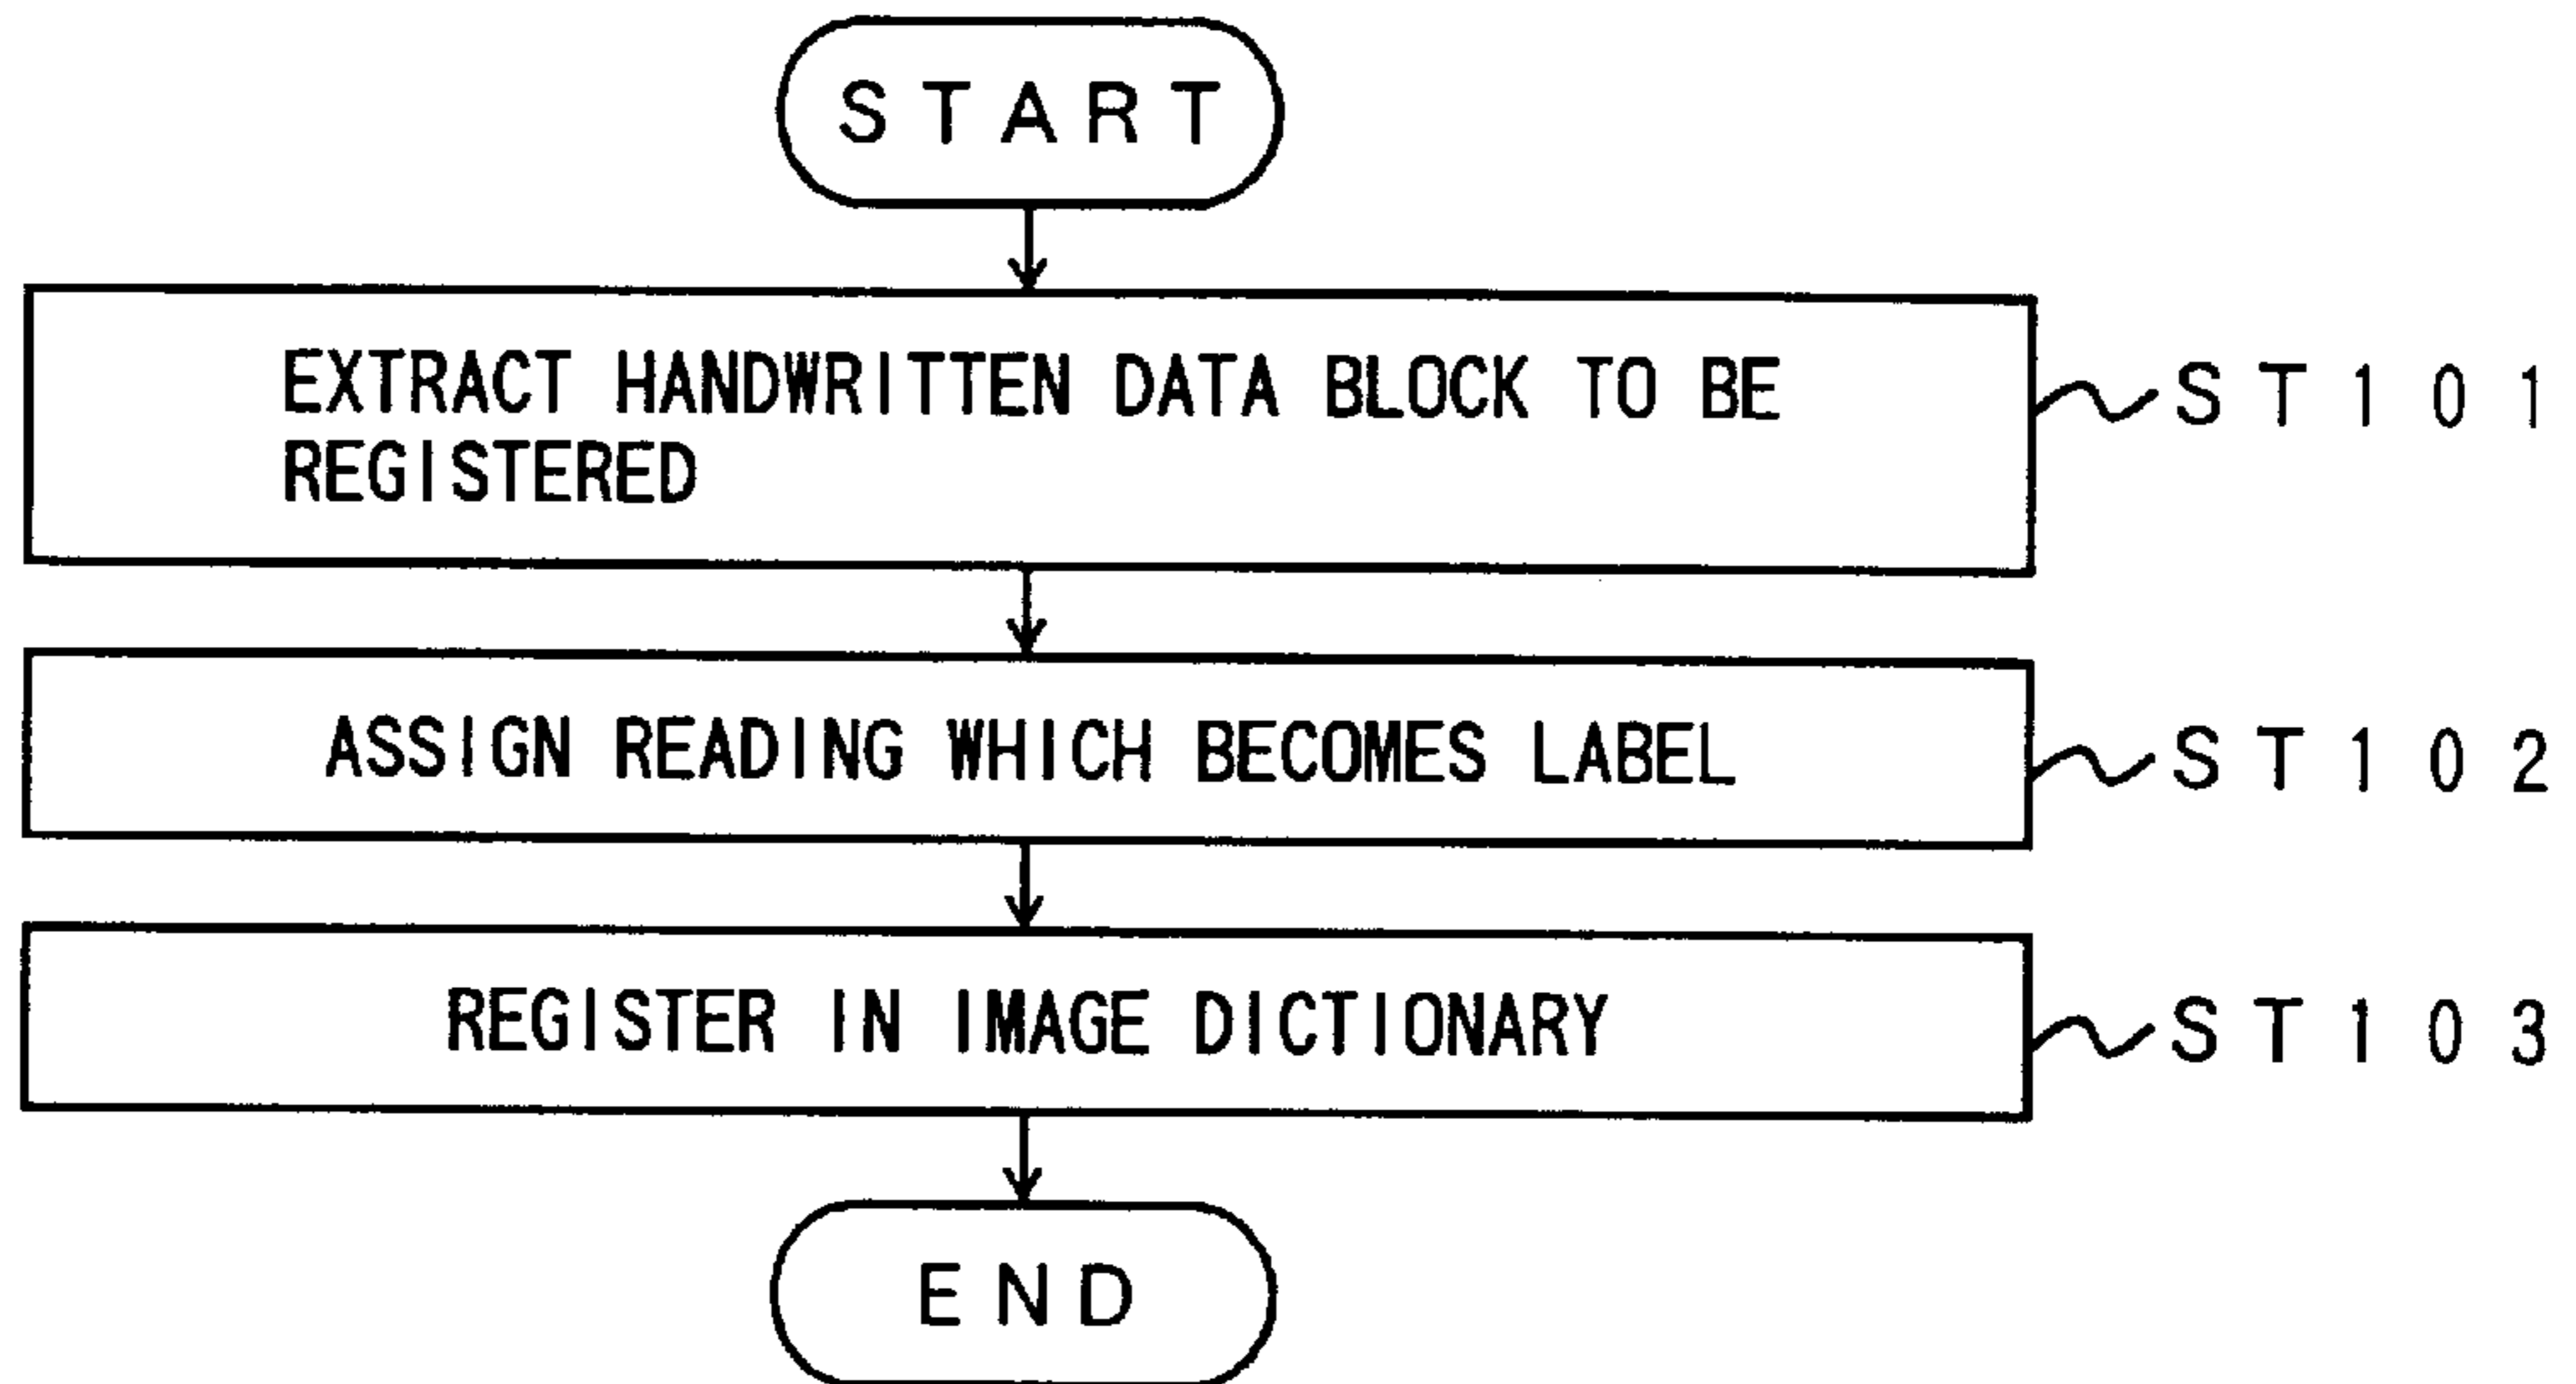 START
EXTRACT HANDWRITTEN DATA BLOCK TO BE
REGISTERED
ST101
ASSIGN READING WHICH BECOMES LABEL
ST102
REGISTER IN IMAGE DICTIONARY
ST103
END